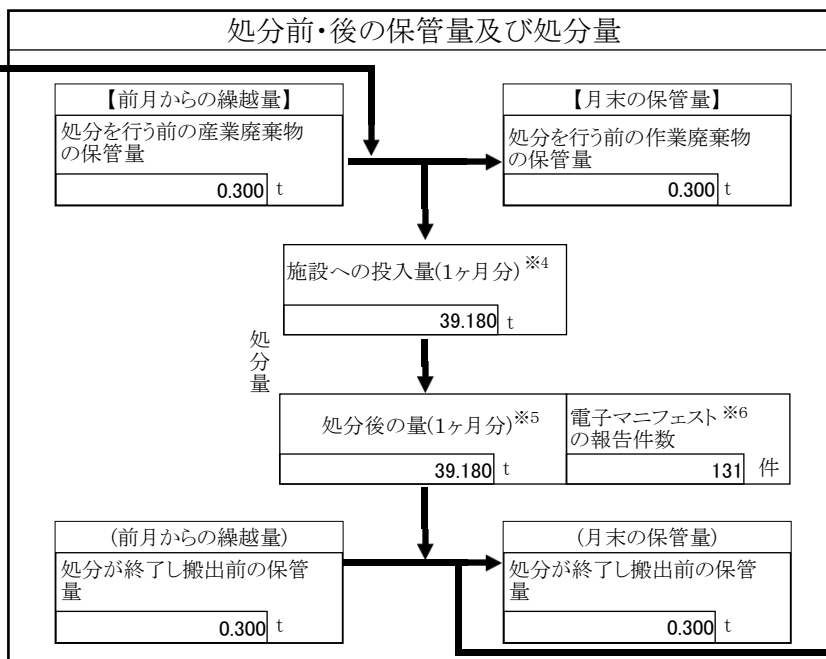 処分前・後の保管量及び処分量
【前月からの繰越量】
処分を行う前の産業廃棄物
の保管量
0.300 t
【月末の保管量】
処分を行う前の作業廃棄物
の保管量
0.300 t
施設への投入量(1ヶ月分)※4
39.180 t
処分量
処分後の量(1ヶ月分)※5
39.180 t
電子マニフェスト※6
の報告件数
131 件
(前月からの繰越量)
処分が終了し搬出前の保管
量
0.300 t
(月末の保管量)
処分が終了し搬出前の保管
量
0.300 t